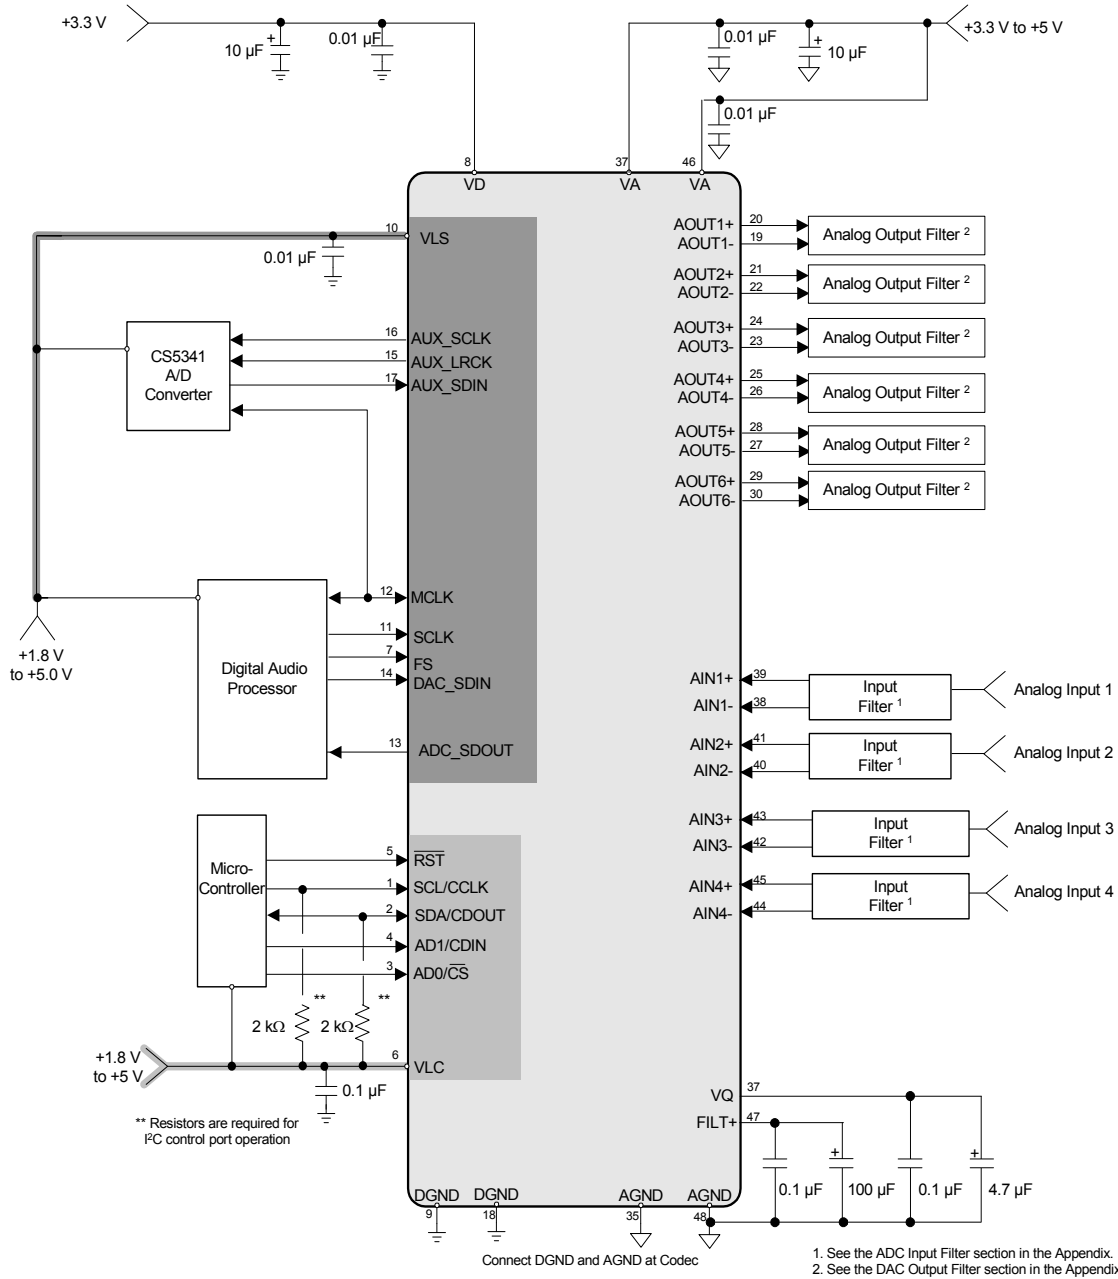 +3.3 V
10 µF
+
0.01 µF
0.01 µF
+
10 µF
+3.3 V to +5 V
0.01 µF
8
37
46
VD
VA
VA
10
VLS
0.01 µF
CS5341
A/D
Converter
16
AUX_SCLK
15
AUX_LRCK
17
AUX_SDIN
Digital Audio
Processor
12
MCLK
11
SCLK
7
FS
14
DAC_SDIN
13
ADC_SDOUT
+1.8 V
to +5.0 V
Micro-
Controller
5
RST
1
SCL/CCLK
2
SDA/CDOUT
4
AD1/CDIN
3
AD0/CS
**
**
2 kΩ
2 kΩ
+1.8 V
to +5 V
6
VLC
0.1 µF
** Resistors are required for
I²C control port operation
AOUT1+
20
AOUT1-
19
Analog Output Filter ²
AOUT2+
21
AOUT2-
22
Analog Output Filter ²
AOUT3+
24
AOUT3-
23
Analog Output Filter ²
AOUT4+
25
AOUT4-
26
Analog Output Filter ²
AOUT5+
28
AOUT5-
27
Analog Output Filter ²
AOUT6+
29
AOUT6-
30
Analog Output Filter ²
AIN1+
39
AIN1-
38
Input
Filter ¹
Analog Input 1
AIN2+
41
AIN2-
40
Input
Filter ¹
Analog Input 2
AIN3+
43
AIN3-
42
Input
Filter ¹
Analog Input 3
AIN4+
45
AIN4-
44
Input
Filter ¹
Analog Input 4
VQ
37
FILT+
47
0.1 µF
+
100 µF
0.1 µF
+
4.7 µF
DGND
DGND
AGND
AGND
9
18
35
48
Connect DGND and AGND at Codec
1. See the ADC Input Filter section in the Appendix.
2. See the DAC Output Filter section in the Appendix